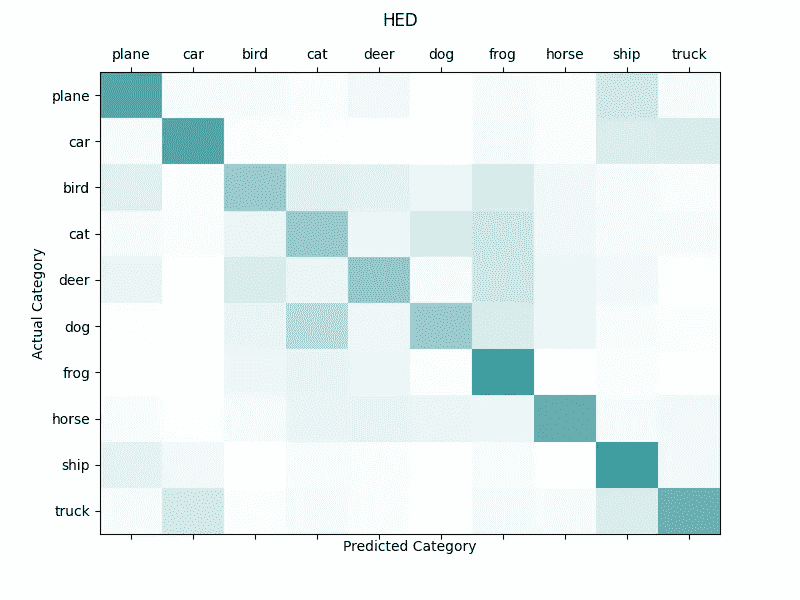 HED
plane car bird cat deer dog frog horse ship truck
plane
car
bird
cat
deer
dog
frog
horse
ship
truck
Actual Category
Predicted Category